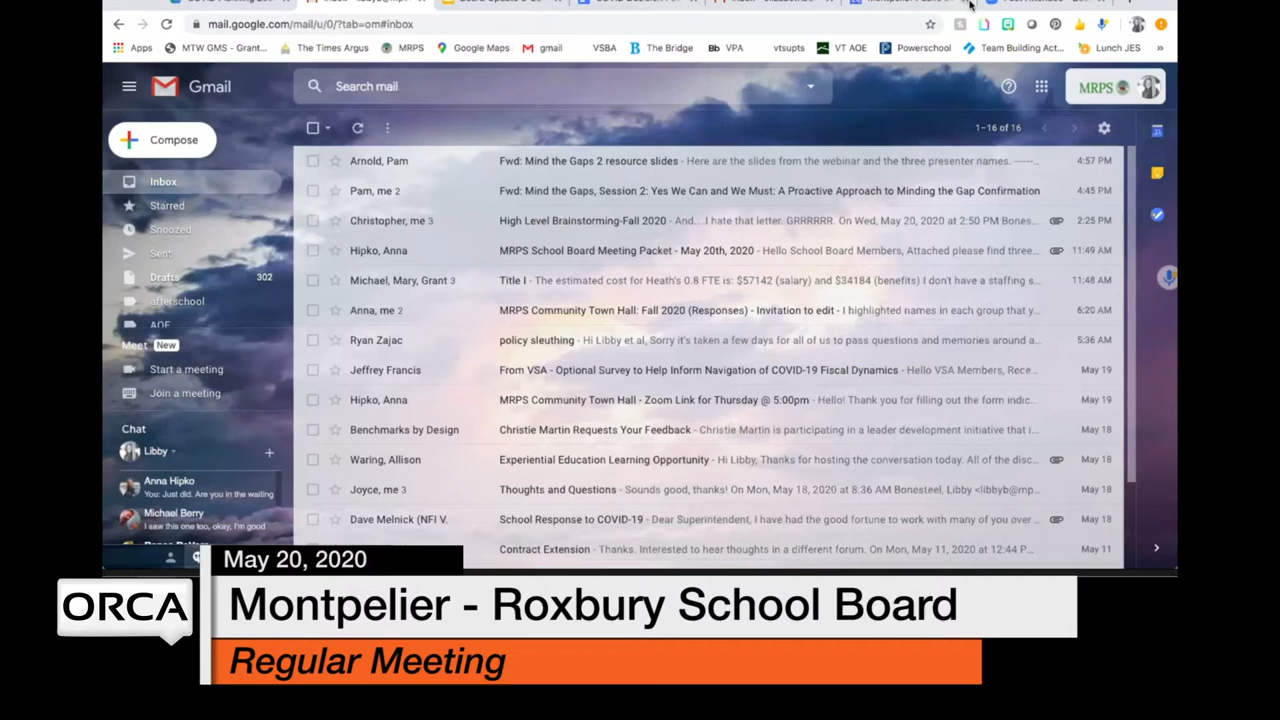 mail.google.com/mail/u/0/?tab=om#inbox
Apps MTW GMS - Grant... The Times Argus MRPS Google Maps gmail VSBA The Bridge Bb VPA vtsupts VT AOE Powerschool Team Building Act... Lunch JES »
Gmail Search mail MRPS
Compose 1–16 of 16
Inbox
Starred
Snoozed
Sent
Drafts 302
afterschool
AOE
Meet New
Start a meeting
Join a meeting
Chat
Libby
Anna Hipko
You: Just did. Are you in the waiting
Michael Berry
I saw this one too, okay, I'm good
Arnold, Pam Fwd: Mind the Gaps 2 resource slides - Here are the slides from the webinar and the three presenter names. 4:57 PM
Pam, me 2 Fwd: Mind the Gaps, Session 2: Yes We Can and We Must: A Proactive Approach to Minding the Gap Confirmation 4:45 PM
Christopher, me 3 High Level Brainstorming-Fall 2020 - And... I hate that letter. GRRRRRR. On Wed, May 20, 2020 at 2:50 PM Bones... 2:25 PM
Hipko, Anna MRPS School Board Meeting Packet - May 20th, 2020 - Hello School Board Members, Attached please find three... 11:49 AM
Michael, Mary, Grant 3 Title I - The estimated cost for Heath's 0.8 FTE is: $57142 (salary) and $34184 (benefits) I don't have a staffing s... 11:48 AM
Anna, me 2 MRPS Community Town Hall: Fall 2020 (Responses) - Invitation to edit - I highlighted names in each group that y... 6:20 AM
Ryan Zajac policy sleuthing - Hi Libby et al, Sorry it's taken a few days for all of us to pass questions and memories around a... 5:36 AM
Jeffrey Francis From VSA - Optional Survey to Help Inform Navigation of COVID-19 Fiscal Dynamics - Hello VSA Members, Rece... May 19
Hipko, Anna MRPS Community Town Hall - Zoom Link for Thursday @ 5:00pm - Hello! Thank you for filling out the form indic... May 19
Benchmarks by Design Christie Martin Requests Your Feedback - Christie Martin is participating in a leader development initiative that i... May 18
Waring, Allison Experiential Education Learning Opportunity - Hi Libby, Thanks for hosting the conversation today. All of the disc... May 18
Joyce, me 3 Thoughts and Questions - Sounds good, thanks! On Mon, May 18, 2020 at 8:36 AM Bonesteel, Libby <libbyb@mp... May 18
Dave Melnick (NFI V. School Response to COVID-19 - Dear Superintendent, I have had the good fortune to work with many of you over ... May 18
Contract Extension - Thanks. Interested to hear thoughts in a different forum. On Mon, May 11, 2020 at 12:44 P... May 11
May 20, 2020
ORCA
Montpelier - Roxbury School Board
Regular Meeting